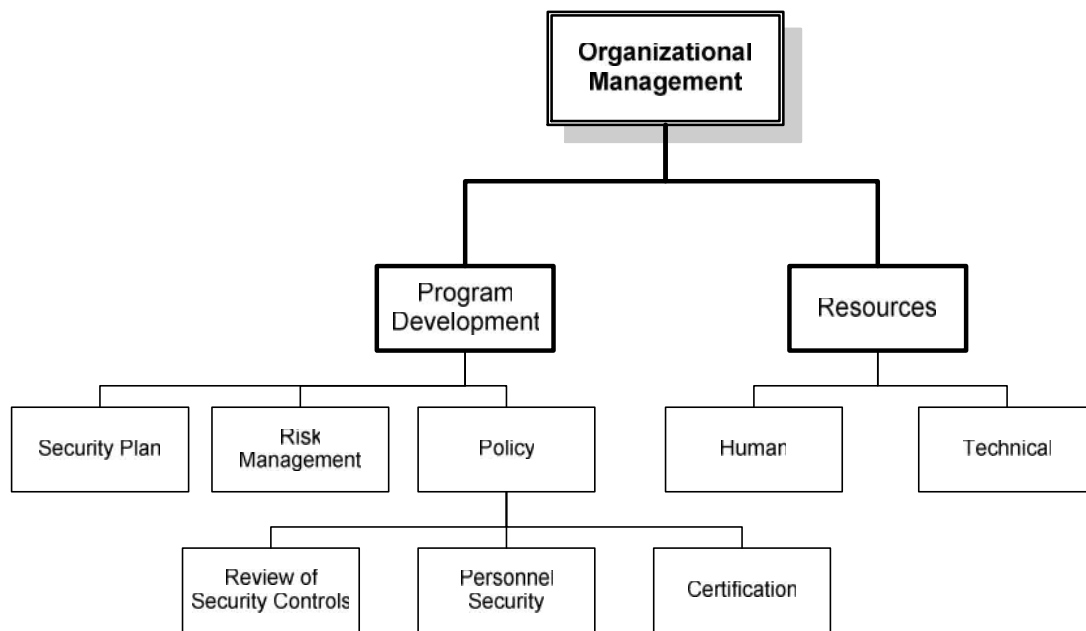 Organizational
Management
Program
Development
Resources
Security Plan
Risk
Management
Policy
Human
Technical
Review of
Security Controls
Personnel
Security
Certification